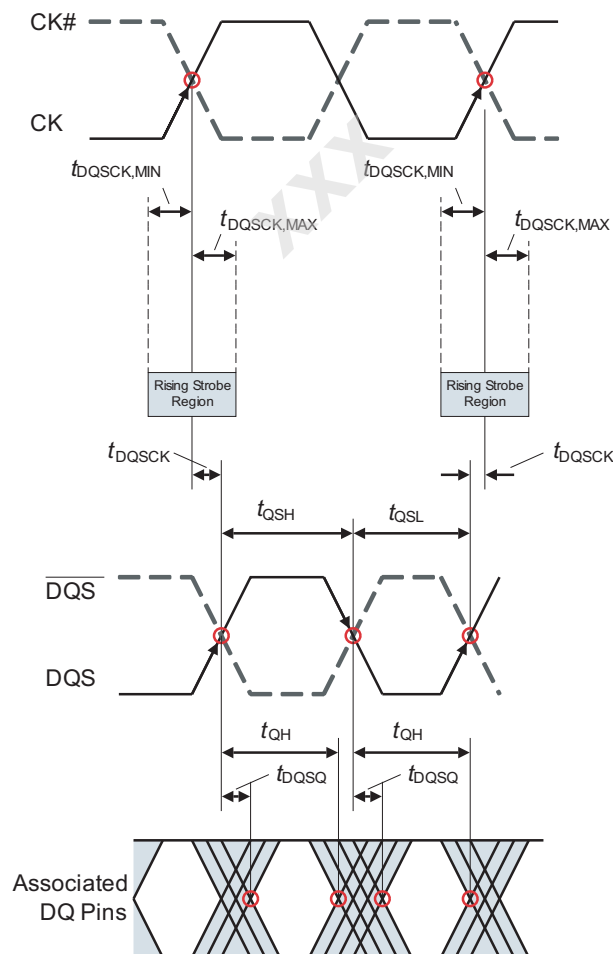 CK#
CK
xxx
tDQSCK,MIN
tDQSCK,MIN
tDQSCK,MAX
tDQSCK,MAX
Rising Strobe
Region
Rising Strobe
Region
tDQSCK
tDQSCK
tQSH
tQSL
DQS
DQS
tQH
tQH
tDQSQ
tDQSQ
Associated
DQ Pins